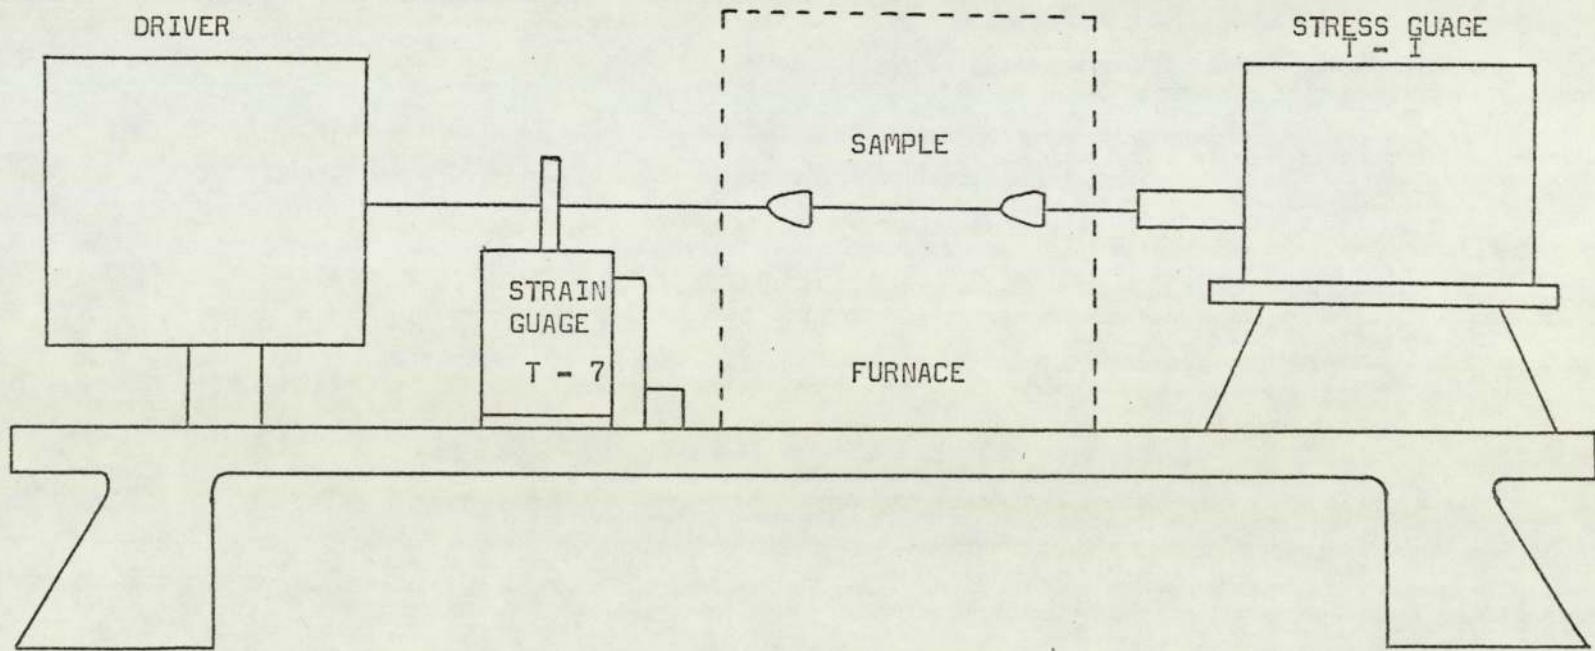 DRIVER
STRESS GUAGE
T - I
SAMPLE
STRAIN
GUAGE
T - 7
FURNACE